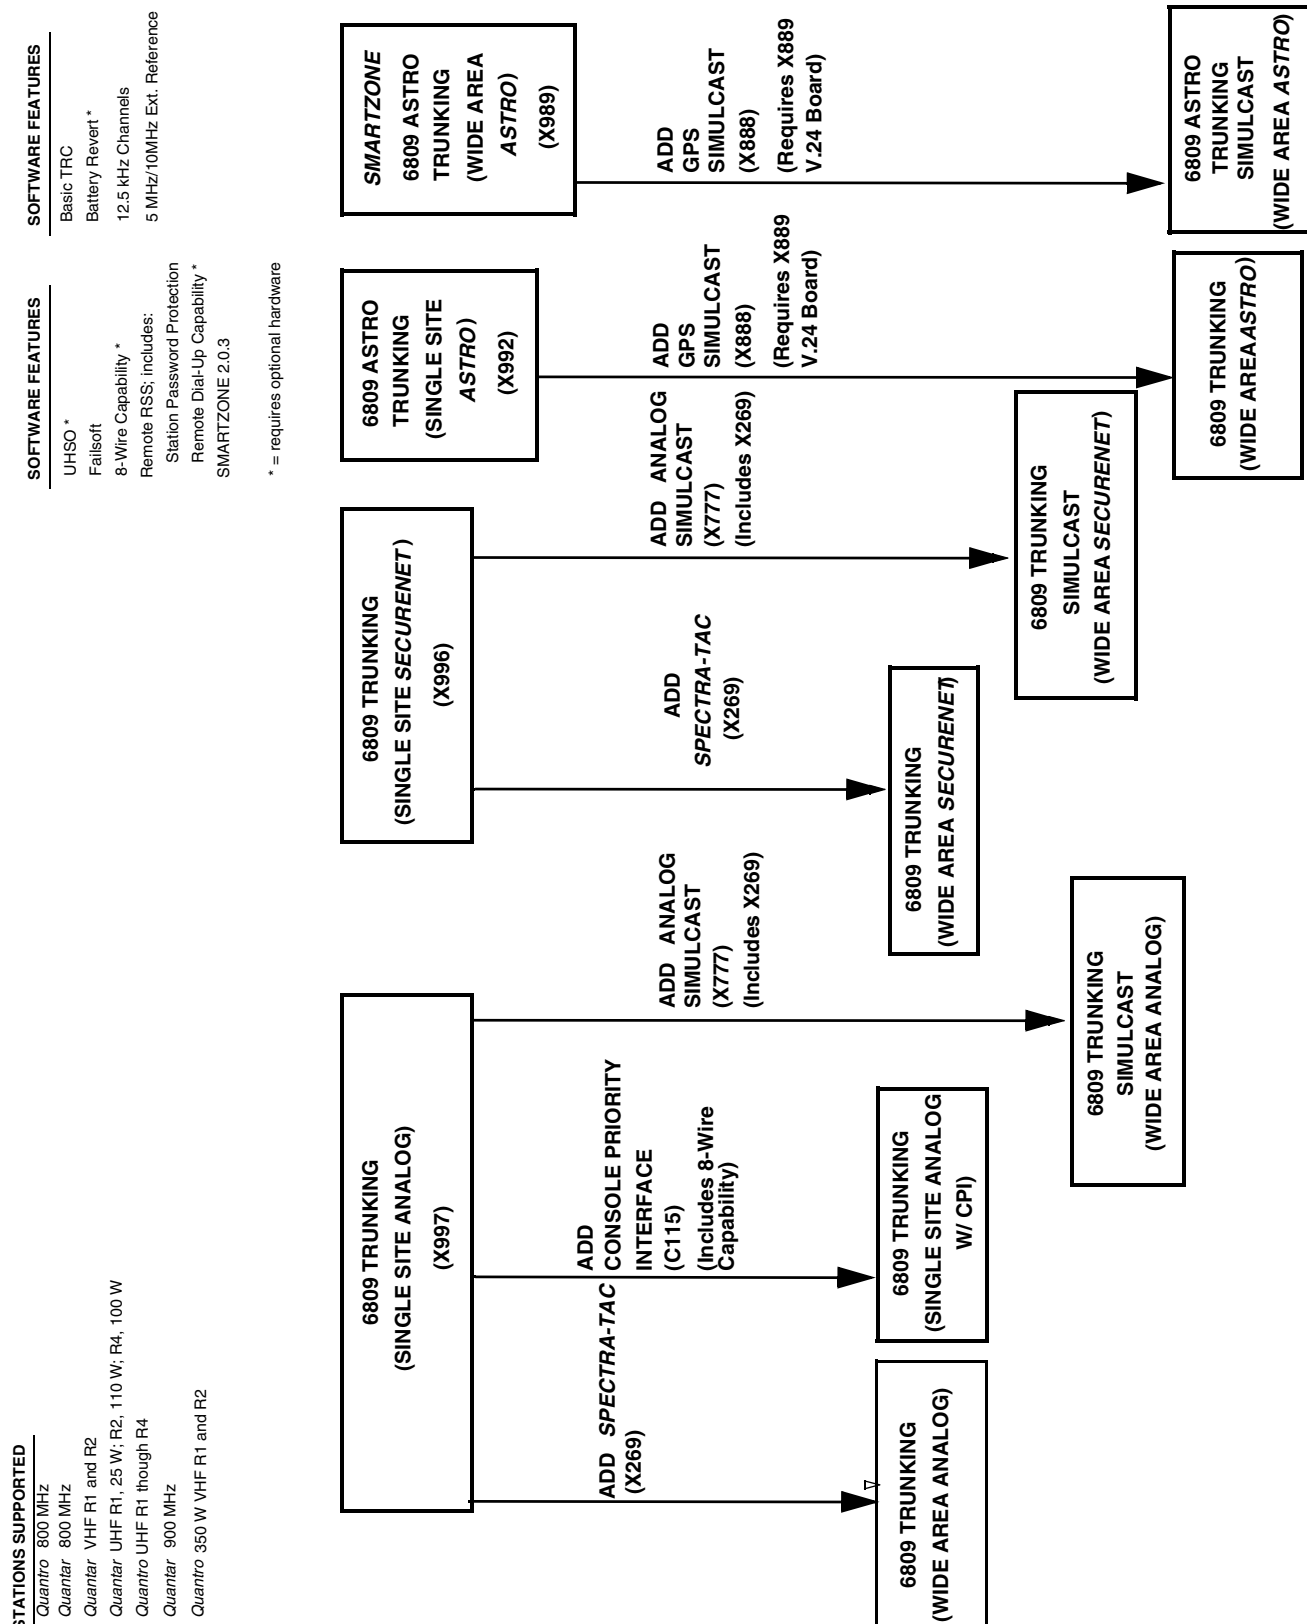 STATIONS SUPPORTED
Quantro 800 MHz
Quantar 800 MHz
Quantar VHF R1 and R2
Quantar UHF R1, 25 W; R2, 110 W; R4, 100 W
Quantro UHF R1 though R4
Quantar 900 MHz
Quantro 350 W VHF R1 and R2
SOFTWARE FEATURES
UHSO *
Failsoft
8-Wire Capability *
Remote RSS; includes:
Station Password Protection
Remote Dial-Up Capability *
SMARTZONE 2.0.3
* = requires optional hardware
SOFTWARE FEATURES
Basic TRC
Battery Revert *
12.5 kHz Channels
5 MHz/10MHz Ext. Reference
6809 TRUNKING
(SINGLE SITE ANALOG)
(X997)
6809 TRUNKING
(SINGLE SITE SECURENET )
(X996)
6809 ASTRO
TRUNKING
(SINGLE SITE
ASTRO)
(X992)
SMARTZONE
6809 ASTRO
TRUNKING
(WIDE AREA
ASTRO)
(X989)
ADD SPECTRA-TAC
(X269)
ADD
CONSOLE PRIORITY
INTERFACE
(C115)
(Includes 8-Wire
Capability)
ADD ANALOG
SIMULCAST
(X777)
(Includes X269)
ADD
SPECTRA-TAC
(X269)
ADD ANALOG
SIMULCAST
(X777)
(Includes X269)
ADD
GPS
SIMULCAST
(X888)
(Requires X889
V.24 Board)
ADD
GPS
SIMULCAST
(X888)
(Requires X889
V.24 Board)
6809 TRUNKING
(WIDE AREA ANALOG)
6809 TRUNKING
(SINGLE SITE ANALOG
W/ CPI)
6809 TRUNKING
SIMULCAST
(WIDE AREA ANALOG)
6809 TRUNKING
(WIDE AREA SECURENET)
6809 TRUNKING
SIMULCAST
(WIDE AREA SECURENET)
6809 TRUNKING
(WIDE AREA ASTRO)
6809 ASTRO
TRUNKING
SIMULCAST
(WIDE AREA ASTRO)